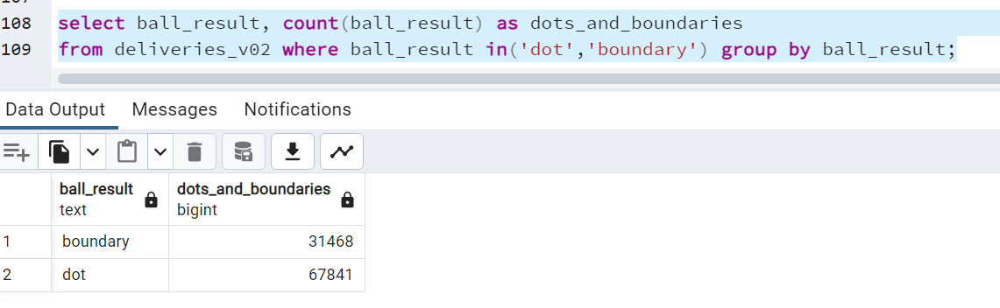 108 select ball_result, count(ball_result) as dots_and_boundaries
109 from deliveries_v02 where ball_result in('dot','boundary') group by ball_result;
Data Output Messages Notifications
ball_result dots_and_boundaries
text bigint
1 boundary 31468
2 dot 67841